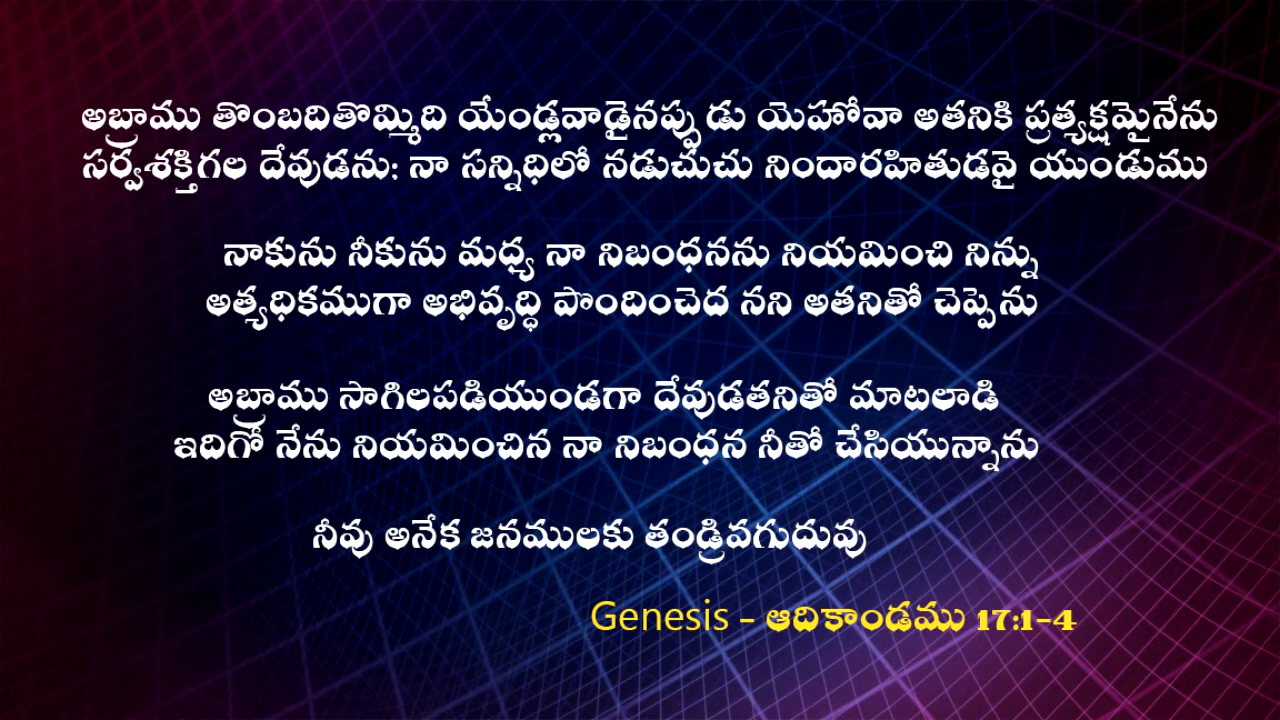 అబ్రాము తొంబదితొమ్మిది యేండ్లవాడైనప్పుడు యెహోవా అతనికి ప్రత్యక్షమైనేను
సర్వశక్తిగల దేవుడను: నా సన్నిధిలో నడుచుచు నిందారహితుడవై యుండుము
నాకును నీకును మధ్య నా నిబంధనను నియమించి నిన్ను
అత్యధికముగా అభివృద్ధి పొందించెద నని అతనితో చెప్పెను
అబ్రాము సాగిలపడియుండగా దేవుడతనితో మాటలాడి
ఇదిగో నేను నియమించిన నా నిబంధన నీతో చేసియున్నాను
నీవు అనేక జనములకు తండ్రివగుదువు
Genesis - ఆదికాండము 17:1-4